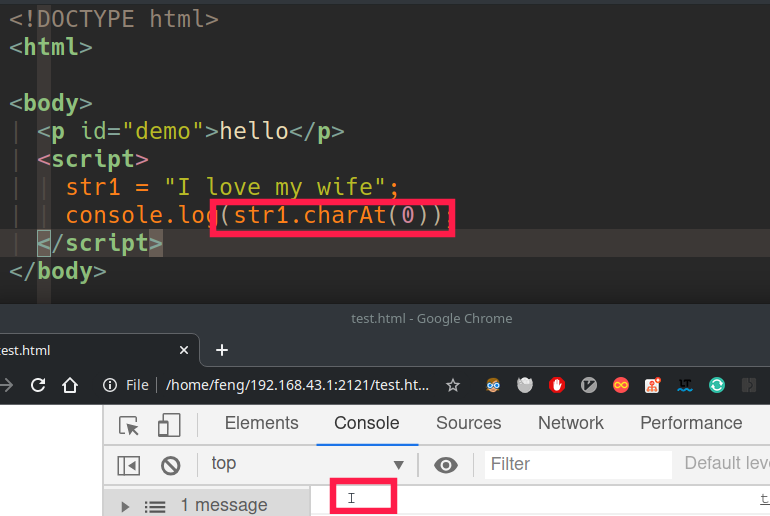 <!DOCTYPE html>
<html>
<body>
<p id="demo">hello</p>
<script>
str1 = "I love my wife";
console.log(str1.charAt(0));
</script>
</body>
test.html - Google Chrome
est.html
File /home/feng/192.168.43.1:2121/test.ht...
Elements Console Sources Network Performance
top Filter Default leve
1 message I t